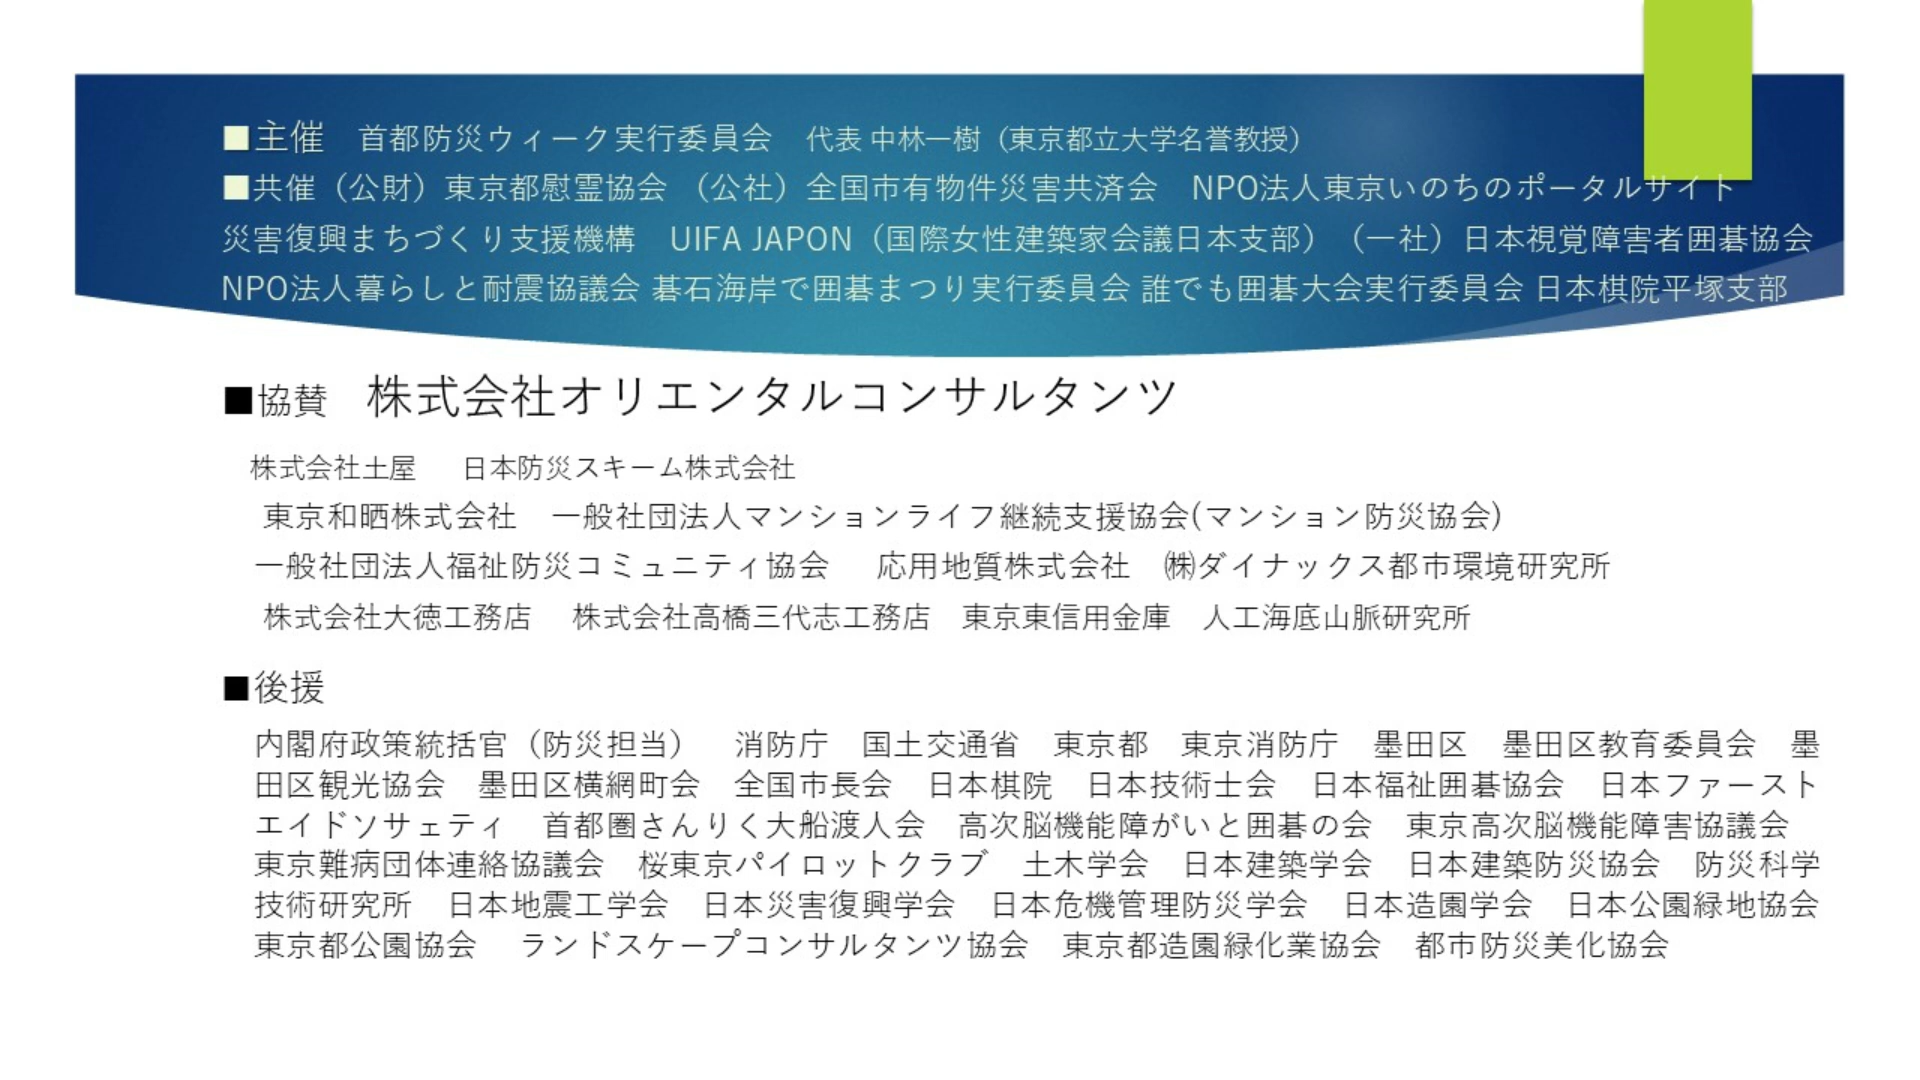 ■主催　首都防災ウィーク実行委員会　代表 中林一樹（東京都立大学名誉教授）
■共催（公財）東京都慰霊協会　（公社）全国市有物件災害共済会　NPO法人東京いのちのポータルサイト
災害復興まちづくり支援機構　UIFA JAPON（国際女性建築家会議日本支部）　（一社）日本視覚障害者囲碁協会
NPO法人暮らしと耐震協議会 碁石海岸で囲碁まつり実行委員会 誰でも囲碁大会実行委員会 日本棋院平塚支部
■協賛　株式会社オリエンタルコンサルタンツ
株式会社土屋　 日本防災スキーム株式会社
東京和晒株式会社　一般社団法人マンションライフ継続支援協会(マンション防災協会)
一般社団法人福祉防災コミュニティ協会　 応用地質株式会社　㈱ダイナックス都市環境研究所
株式会社大徳工務店　 株式会社高橋三代志工務店　東京東信用金庫　人工海底山脈研究所
■後援
内閣府政策統括官（防災担当）　消防庁　国土交通省　東京都　東京消防庁　墨田区　墨田区教育委員会　墨
田区観光協会　墨田区横網町会　全国市長会　日本棋院　日本技術士会　日本福祉囲碁協会　日本ファースト
エイドソサェティ　首都圏さんりく大船渡人会　高次脳機能障がいと囲碁の会　東京高次脳機能障害協議会
東京難病団体連絡協議会　桜東京パイロットクラブ　土木学会　日本建築学会　日本建築防災協会　防災科学
技術研究所　日本地震工学会　日本災害復興学会　日本危機管理防災学会　日本造園学会　日本公園緑地協会
東京都公園協会　 ランドスケープコンサルタンツ協会　東京都造園緑化業協会　都市防災美化協会